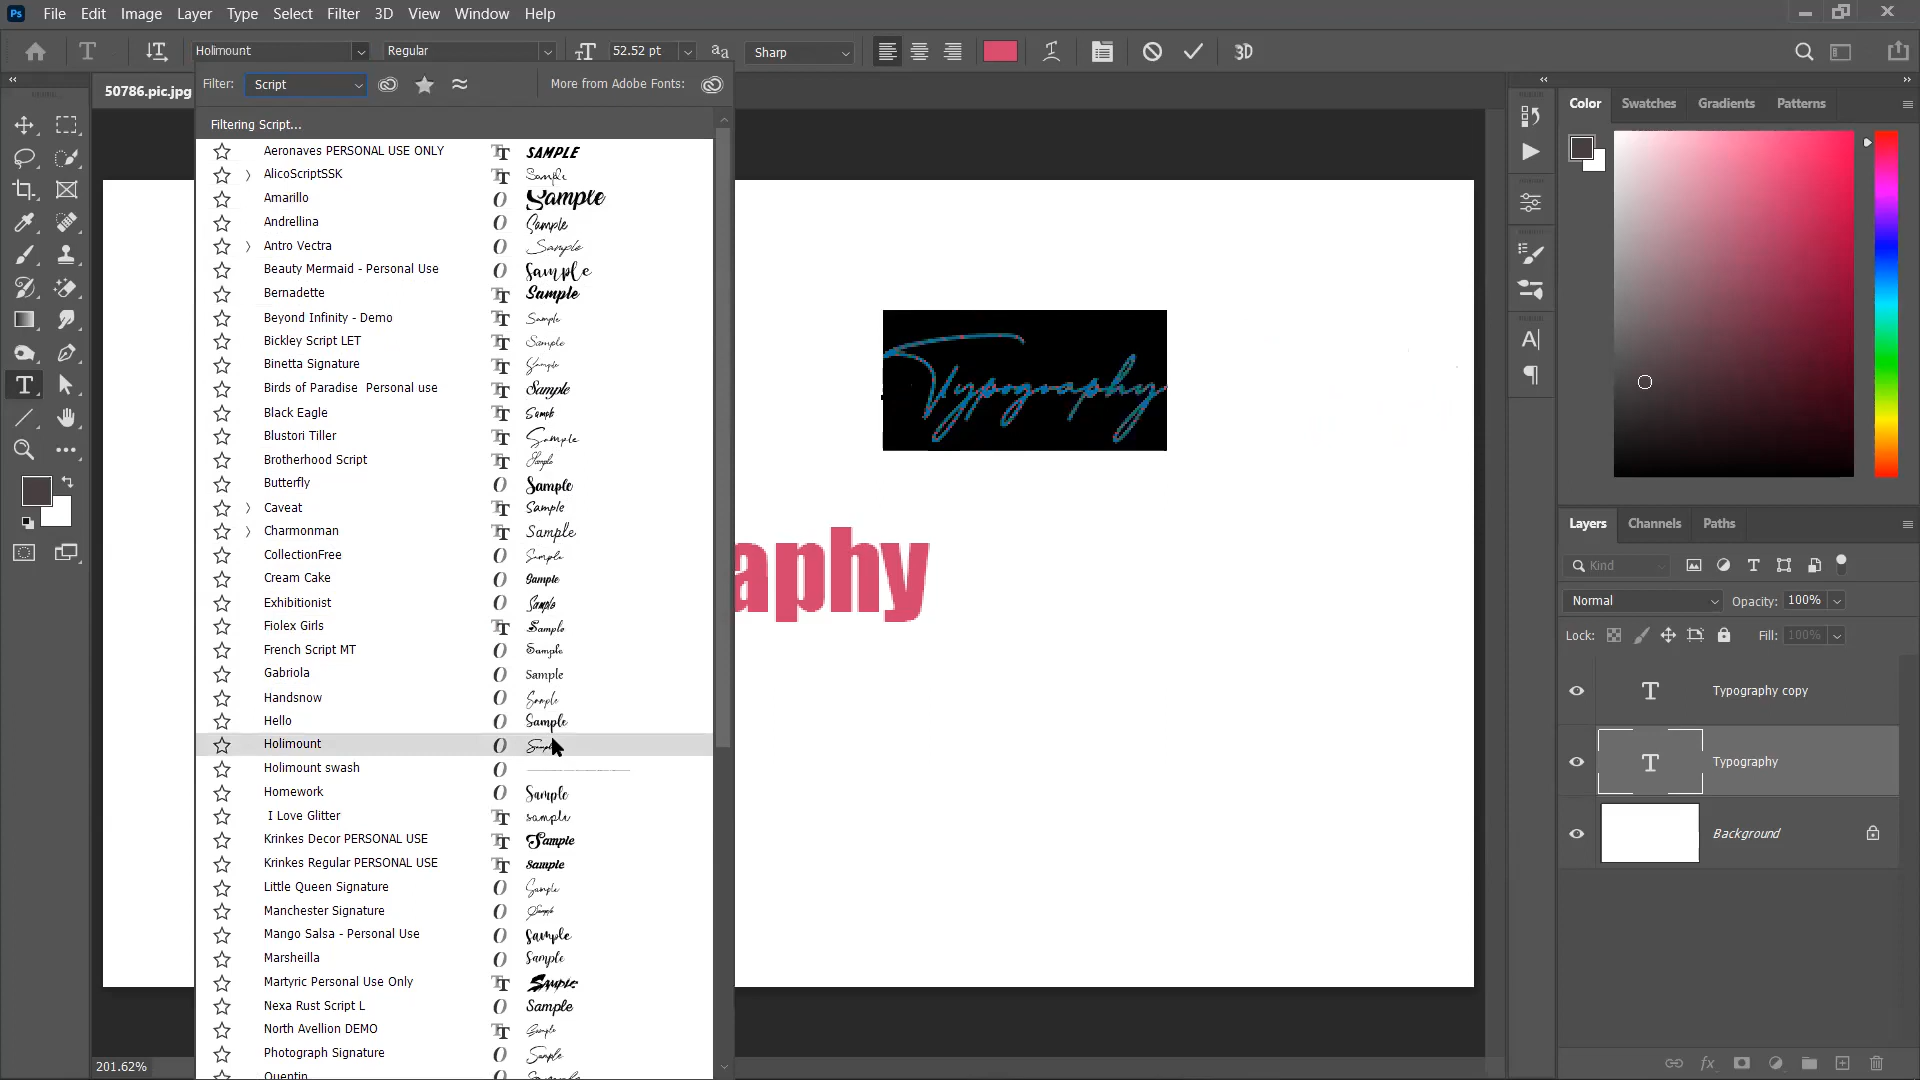 Ps File Edit Image Layer Type Select Filter 3D View Window Help
T Holimount Regular 52.52 pt aa Sharp 3D
50786.pic.jpg
Filter: Script More from Adobe Fonts:
Filtering Script...
Aeronaves PERSONAL USE ONLY SAMPLE
AlicoScriptSSK Sample
Amarillo Sample
Andrellina Sample
Antro Vectra Sample
Beauty Mermaid - Personal Use Sample
Bernadette Sample
Beyond Infinity - Demo Sample
Bickley Script LET Sample
Binetta Signature Sample
Birds of Paradise Personal use Sample
Black Eagle Sample
Blustori Tiller Sample
Brotherhood Script Sample
Butterfly Sample
Caveat Sample
Charmonman Sample
CollectionFree Sample
Cream Cake Sample
Exhibitionist Sample
Fiolex Girls Sample
French Script MT Sample
Gabriola Sample
Handsnow Sample
Hello Sample
Holimount Sample
Holimount swash
Homework Sample
I Love Glitter sample
Krinkes Decor PERSONAL USE Sample
Krinkes Regular PERSONAL USE sample
Little Queen Signature Sample
Manchester Signature Sample
Mango Salsa - Personal Use Sample
Marsheilla Sample
Martyric Personal Use Only Sample
Nexa Rust Script L Sample
North Avellion DEMO Sample
Photograph Signature Sample
Quentin Sample
Typography
aphy
201.62%
Color Swatches Gradients Patterns
Layers Channels Paths
Kind
Normal Opacity: 100%
Lock: Fill: 100%
T Typography copy
T Typography
Background
fx